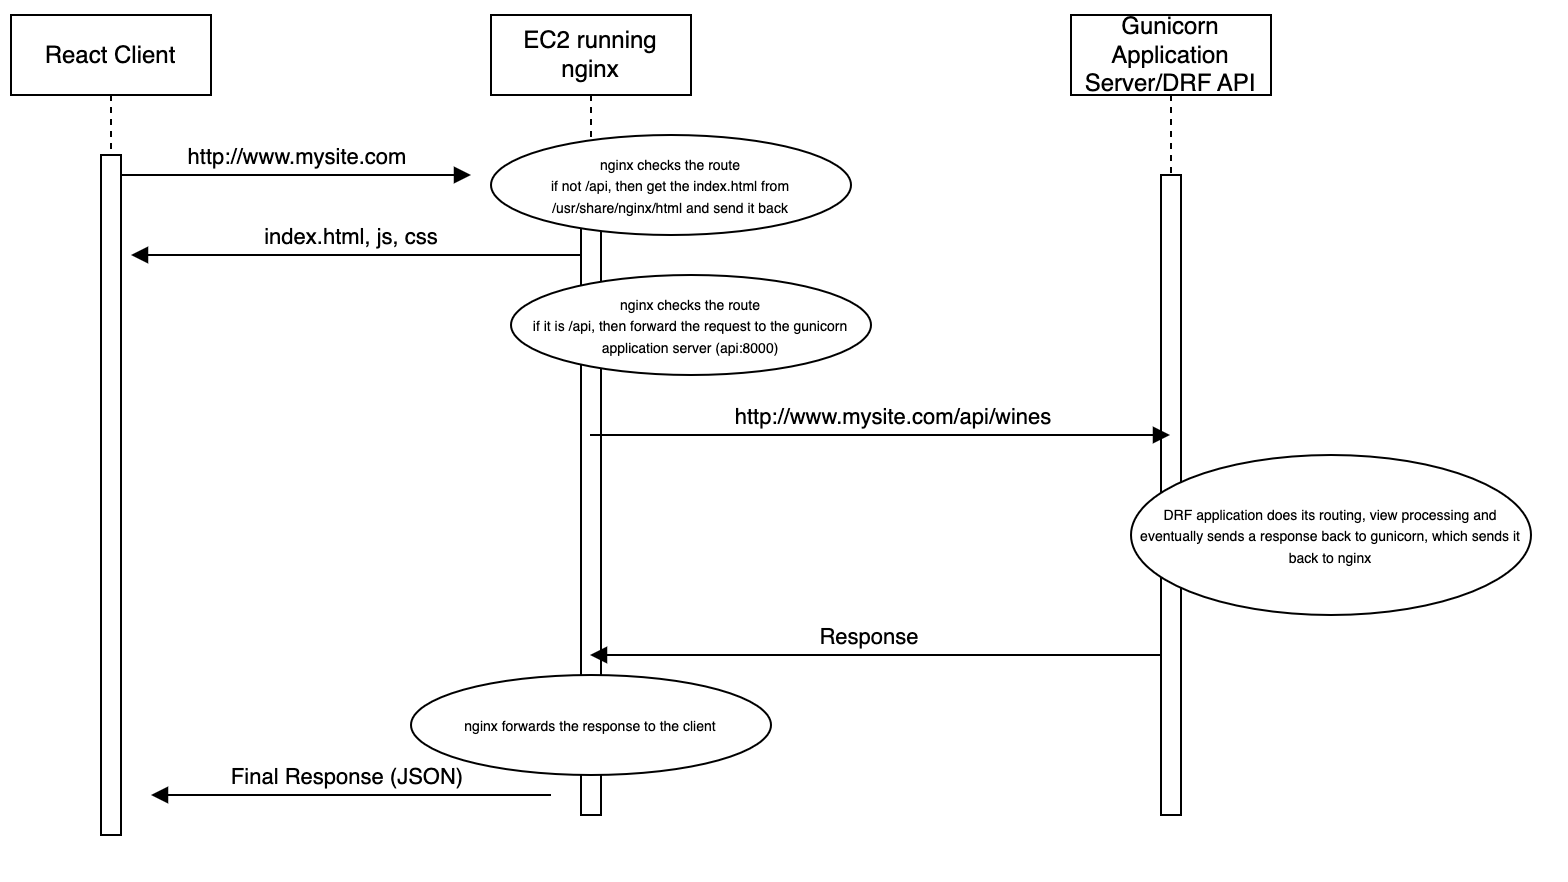 React Client
EC2 running
nginx
Gunicorn
Application
Server/DRF API
http://www.mysite.com
nginx checks the route
if not /api, then get the index.html from
/usr/share/nginx/html and send it back
index.html, js, css
nginx checks the route
if it is /api, then forward the request to the gunicorn
application server (api:8000)
http://www.mysite.com/api/wines
DRF application does its routing, view processing and
eventually sends a response back to gunicorn, which sends it
back to nginx
Response
nginx forwards the response to the client
Final Response (JSON)